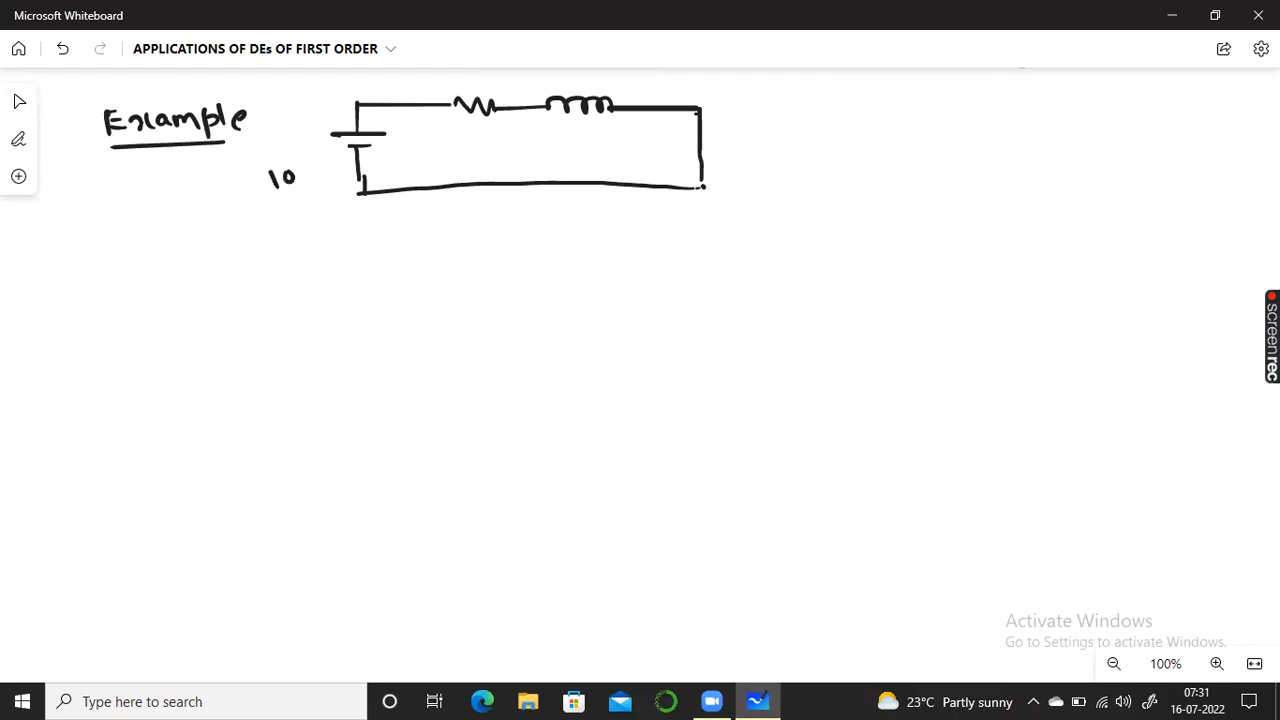 Microsoft Whiteboard
APPLICATIONS OF DEs OF FIRST ORDER
Example
10
screenrec
Activate Windows
Go to Settings to activate Windows.
100%
Type here to search
23°C Partly sunny
07:31
16-07-2022